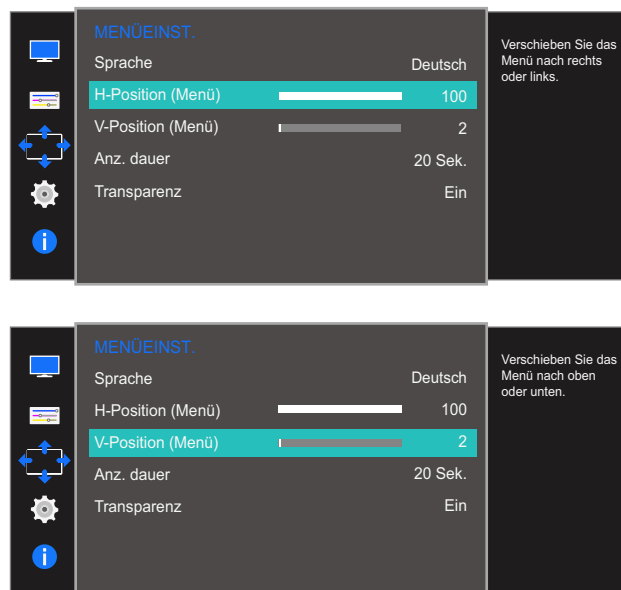 MENÜEINST.
Sprache Deutsch
H-Position (Menü) 100
V-Position (Menü) 2
Anz. dauer 20 Sek.
Transparenz Ein
Verschieben Sie das
Menü nach rechts
oder links.
MENÜEINST.
Sprache Deutsch
H-Position (Menü) 100
V-Position (Menü) 2
Anz. dauer 20 Sek.
Transparenz Ein
Verschieben Sie das
Menü nach oben
oder unten.